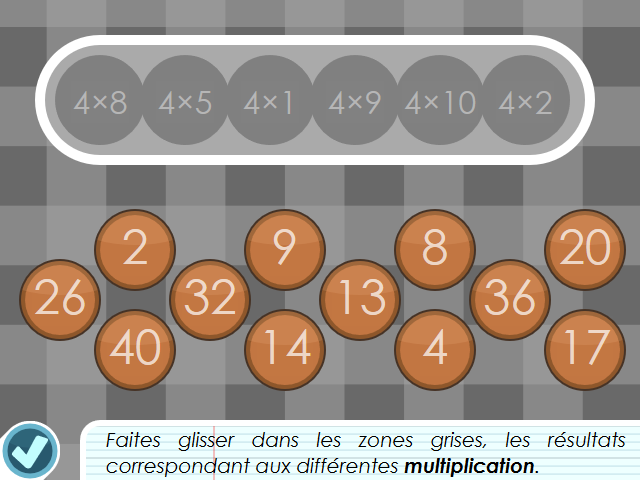 4×8 4×5 4×1 4×9 4×10 4×2
2 9 8 20
26 32 13 36
40 14 4 17
Faites glisser dans les zones grises, les résultats
correspondant aux différentes multiplication.